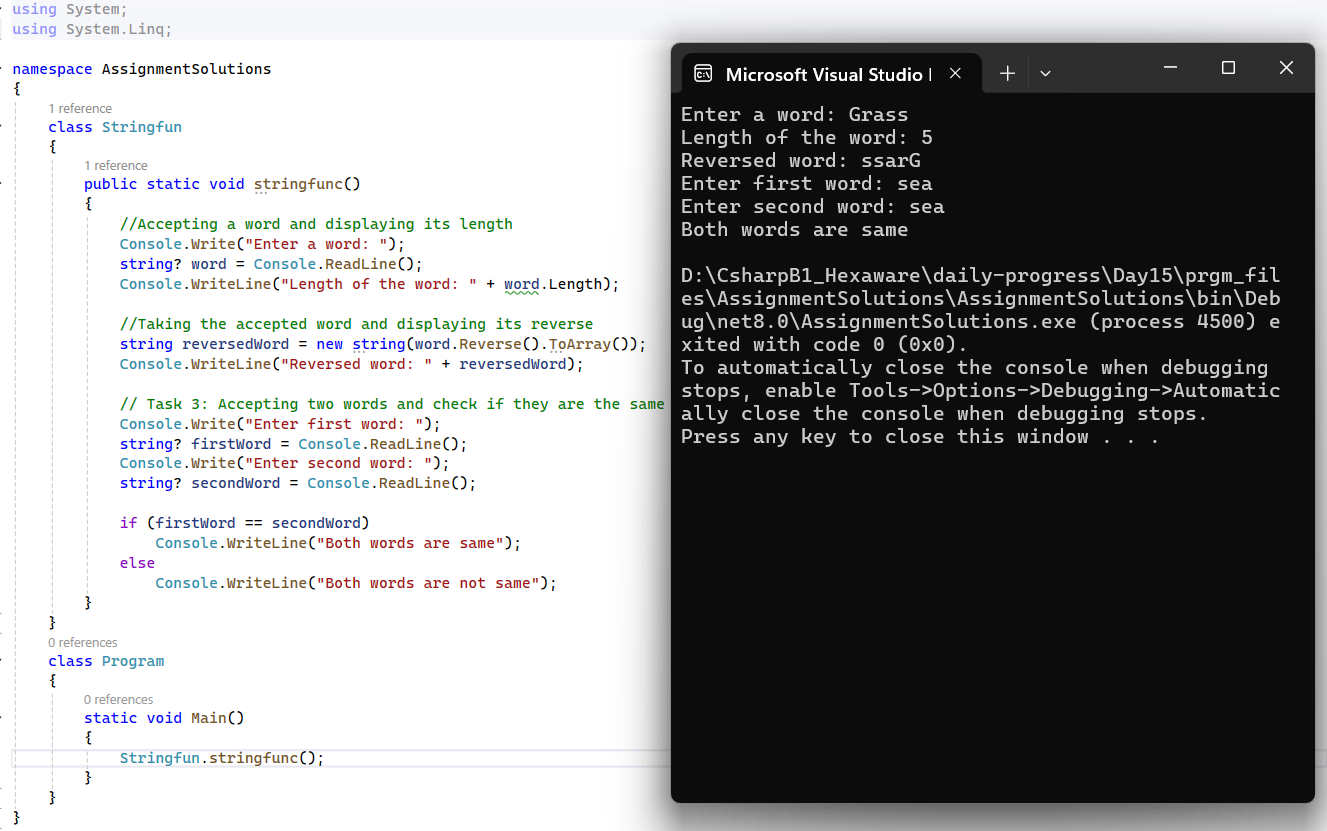 using System;
using System.Linq;
namespace AssignmentSolutions
{
1 reference
class Stringfun
{
1 reference
public static void stringfunc()
{
//Accepting a word and displaying its length
Console.Write("Enter a word: ");
string? word = Console.ReadLine();
Console.WriteLine("Length of the word: " + word.Length);
//Taking the accepted word and displaying its reverse
string reversedWord = new string(word.Reverse().ToArray());
Console.WriteLine("Reversed word: " + reversedWord);
// Task 3: Accepting two words and check if they are the same
Console.Write("Enter first word: ");
string? firstWord = Console.ReadLine();
Console.Write("Enter second word: ");
string? secondWord = Console.ReadLine();
if (firstWord == secondWord)
Console.WriteLine("Both words are same");
else
Console.WriteLine("Both words are not same");
}
}
0 references
class Program
{
0 references
static void Main()
{
Stringfun.stringfunc();
}
}
}
Microsoft Visual Studio
Enter a word: Grass
Length of the word: 5
Reversed word: ssarG
Enter first word: sea
Enter second word: sea
Both words are same
D:\CsharpB1_Hexaware\daily-progress\Day15\prgm_fil
es\AssignmentSolutions\AssignmentSolutions\bin\Deb
ug\net8.0\AssignmentSolutions.exe (process 4500) e
xited with code 0 (0x0).
To automatically close the console when debugging
stops, enable Tools->Options->Debugging->Automatic
ally close the console when debugging stops.
Press any key to close this window . . .